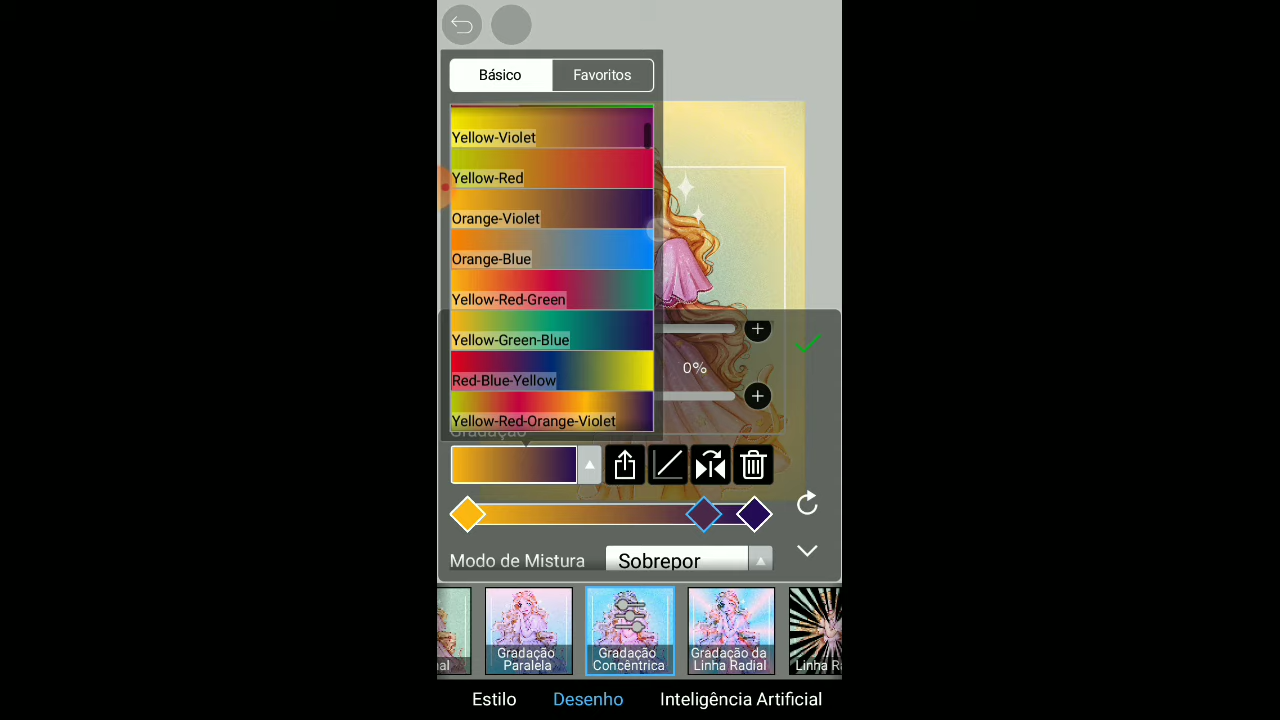 Básico
Favoritos
Yellow-Violet
Yellow-Red
Orange-Violet
Orange-Blue
Yellow-Red-Green
Yellow-Green-Blue
Red-Blue-Yellow
Yellow-Red-Orange-Violet
0%
Gradação
Modo de Mistura
Sobrepor
Gradação
Paralela
Gradação
Concêntrica
Gradação da
Linha Radial
Linha
Estilo
Desenho
Inteligência Artificial